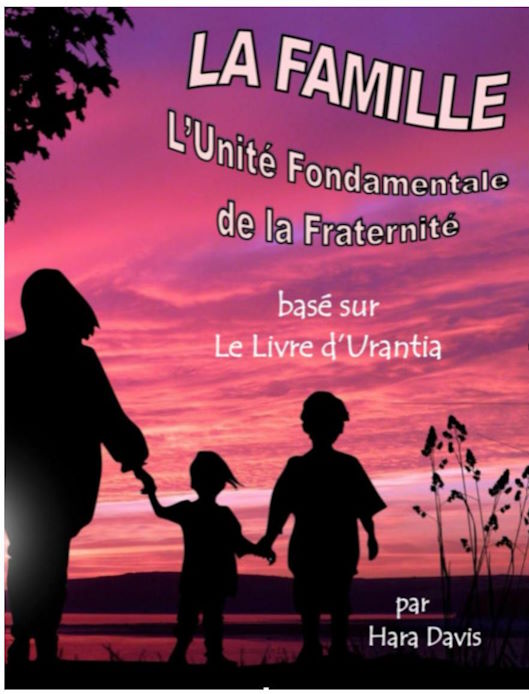 LA FAMILLE
L'Unité Fondamentale
de la Fraternité
basé sur
Le Livre d'Urantia
par
Hara Davis